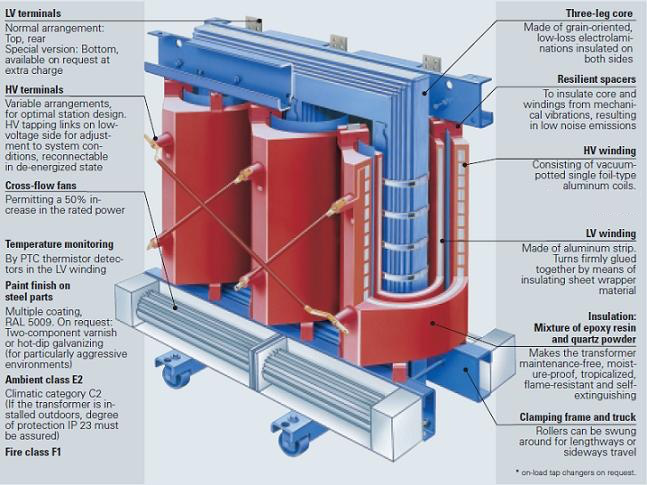 LV terminals
Normal arrangement:
Top, rear
Special version: Bottom,
available on request at
extra charge
HV terminals
Variable arrangements,
for optimal station design.
HV tapping links on low-
voltage side for adjust-
ment to system con-
ditions, reconnectable
in de-energized state
Cross-flow fans
Permitting a 50% in-
crease in the rated power
Temperature monitoring
By PTC thermistor detec-
tors in the LV winding
Paint finish on
steel parts
Multiple coating,
RAL 5009. On request:
Two-component varnish
or hot-dip galvanizing
(for particularly aggressive
environments)
Ambient class E2
Climatic category C2
(If the transformer is in-
stalled outdoors, degree
of protection IP 23 must
be assured)
Fire class F1
Three-leg core
Made of grain-oriented,
low-loss electrolami-
nations insulated on
both sides
Resilient spacers
To insulate core and
windings from mechani-
cal vibrations, resulting
in low noise emissions
HV winding
Consisting of vacuum-
potted single foil-type
aluminum coils.
LV winding
Made of aluminum strip.
Turns firmly glued
together by means of
insulating sheet wrapper
material
Insulation:
Mixture of epoxy resin
and quartz powder
Makes the transformer
maintenance-free, moist-
ure-proof, tropicalized,
flame-resistant and self-
extinguishing
Clamping frame and truck
Rollers can be swung
around for lengthways or
sideways travel
* on-load tap changers on request.